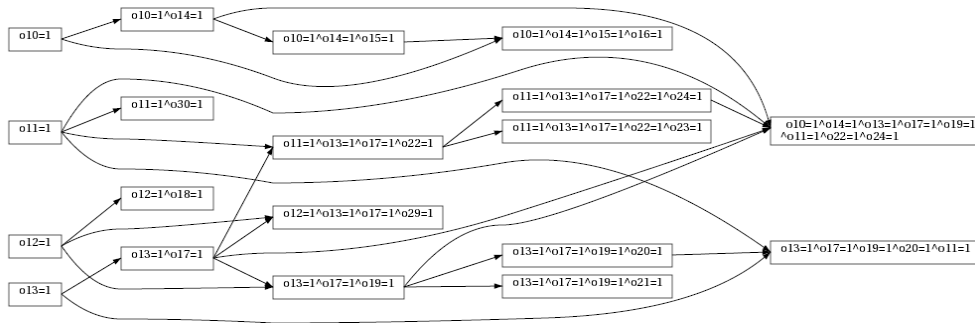 o10=1
o10=1^o14=1
o10=1^o14=1^o15=1
o10=1^o14=1^o15=1^o16=1
o11=1
o11=1^o30=1
o11=1^o13=1^o17=1^o22=1
o11=1^o13=1^o17=1^o22=1^o24=1
o11=1^o13=1^o17=1^o22=1^o23=1
o10=1^o14=1^o13=1^o17=1^o19=1
^o11=1^o22=1^o24=1
o12=1
o12=1^o18=1
o12=1^o13=1^o17=1^o29=1
o13=1
o13=1^o17=1
o13=1^o17=1^o19=1
o13=1^o17=1^o19=1^o20=1
o13=1^o17=1^o19=1^o21=1
o13=1^o17=1^o19=1^o20=1^o11=1